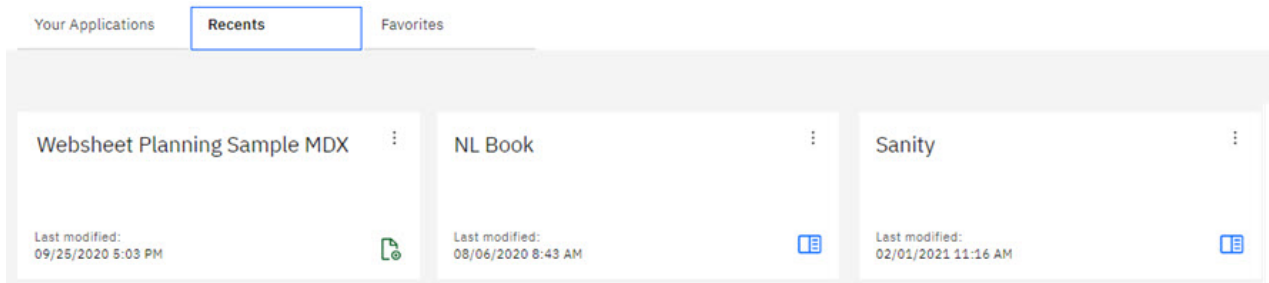 Your Applications
Recents
Favorites
Websheet Planning Sample MDX
NL Book
Sanity
Last modified:
09/25/2020 5:03 PM
Last modified:
08/06/2020 8:43 AM
Last modified:
02/01/2021 11:16 AM